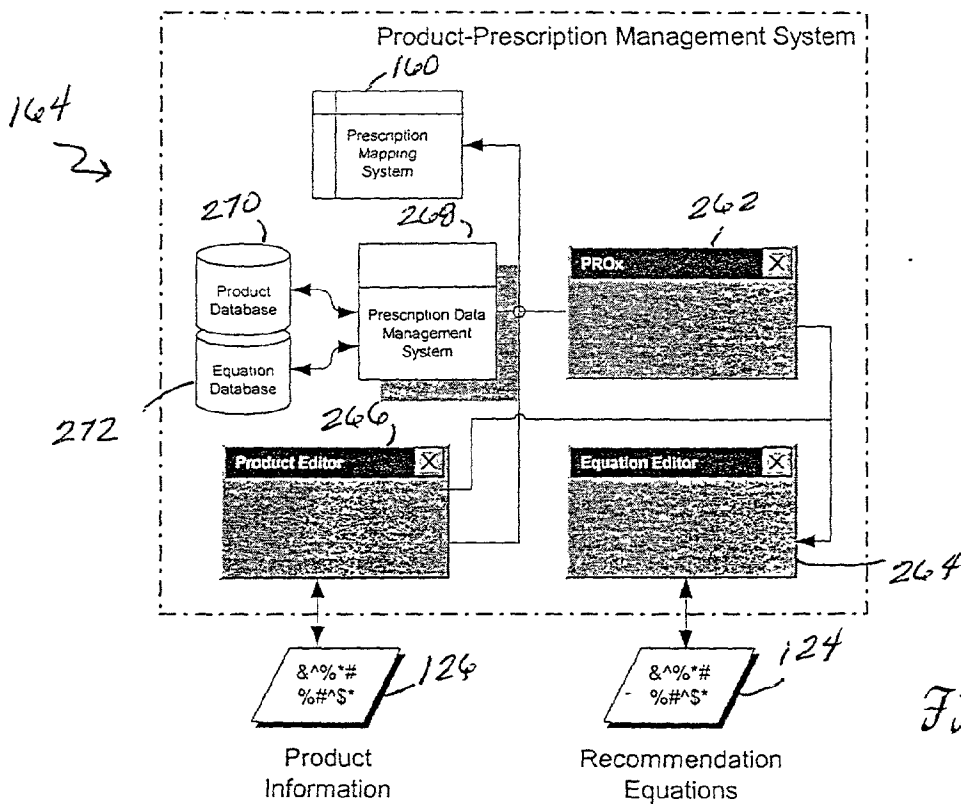 Product-Prescription Management System
160
164
Prescription
Mapping
System
270
268
262
PROx
Product
Database
Prescription Data
Management
System
Equation
Database
272
266
Product Editor
Equation Editor
264
&^%*#
%#^$*
126
&^%*#
%#^$*
124
Product
Information
Recommendation
Equations